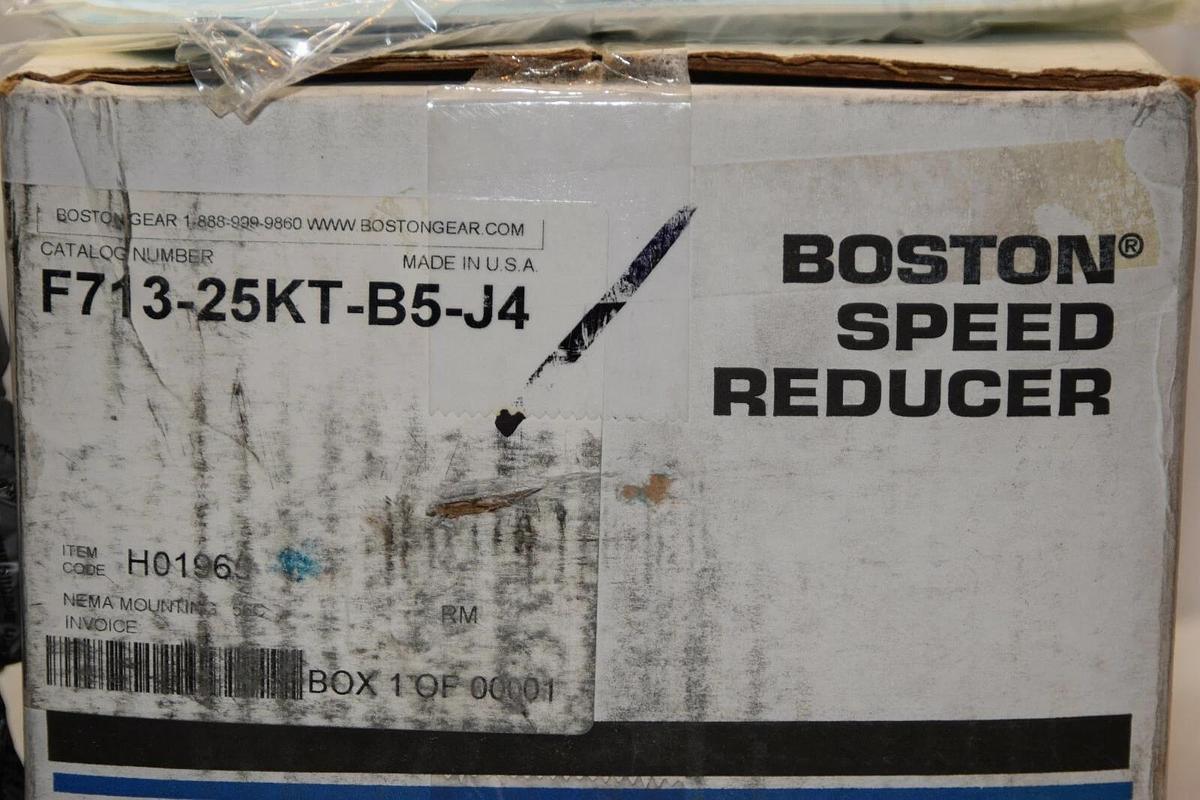 BOSTON GEAR 1-888-999-9860 WWW.BOSTONGEAR.COM
CATALOG NUMBER
MADE IN U.S.A.
F713-25KT-B5-J4
BOSTON®
SPEED
REDUCER
ITEM
CODE
NEMA MOUNTING
RM
INVOICE
BOX 1 OF 00001